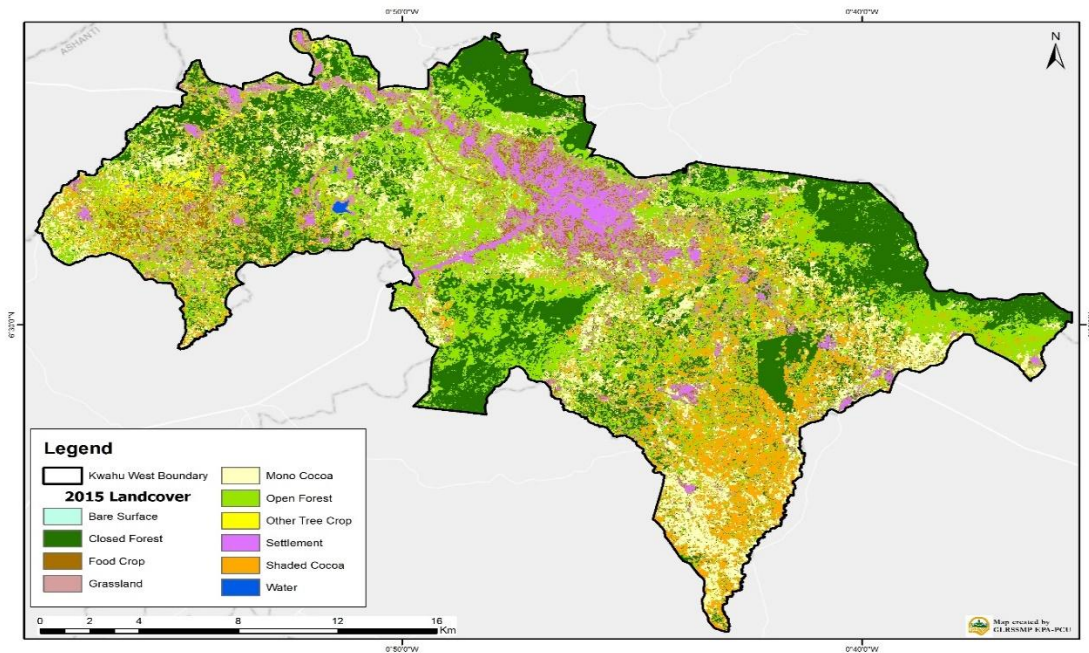 0°50'0"W 0°40'0"W
ASHANTI
N
6°35'0"N
Legend
Kwahu West Boundary
2015 Landcover
Bare Surface
Closed Forest
Food Crop
Grassland
Mono Cocoa
Open Forest
Other Tree Crop
Settlement
Shaded Cocoa
Water
0 2 4 8 12 16
Km
Map created by
GLRSSMP EPA-PCU
0°50'0"W 0°40'0"W